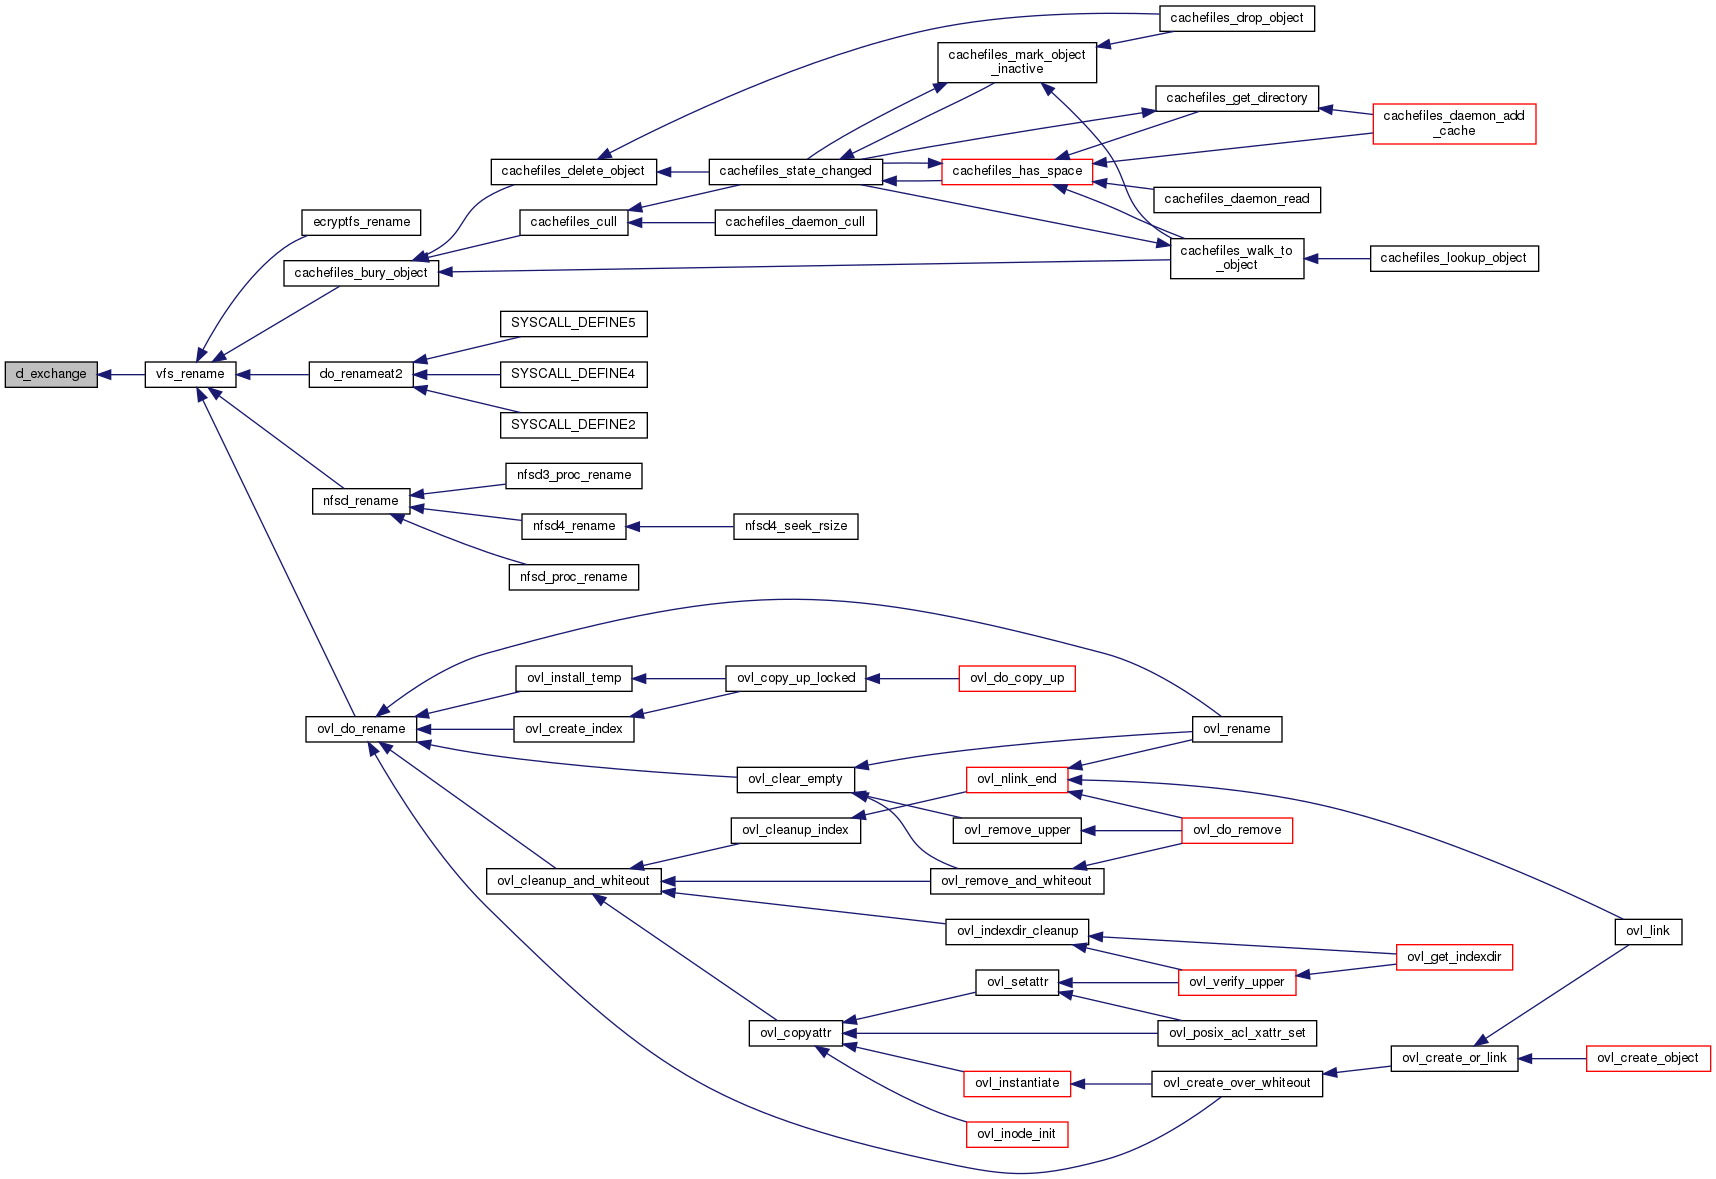 cachefiles_drop_object
cachefiles_mark_object
_inactive
cachefiles_get_directory
cachefiles_daemon_add
_cache
cachefiles_delete_object
cachefiles_state_changed
cachefiles_has_space
cachefiles_daemon_read
ecryptfs_rename
cachefiles_cull
cachefiles_daemon_cull
cachefiles_walk_to
_object
cachefiles_lookup_object
cachefiles_bury_object
SYSCALL_DEFINE5
d_exchange
vfs_rename
do_renameat2
SYSCALL_DEFINE4
SYSCALL_DEFINE2
nfsd3_proc_rename
nfsd_rename
nfsd4_rename
nfsd4_seek_rsize
nfsd_proc_rename
ovl_install_temp
ovl_copy_up_locked
ovl_do_copy_up
ovl_do_rename
ovl_create_index
ovl_rename
ovl_clear_empty
ovl_nlink_end
ovl_cleanup_index
ovl_remove_upper
ovl_do_remove
ovl_cleanup_and_whiteout
ovl_remove_and_whiteout
ovl_indexdir_cleanup
ovl_link
ovl_get_indexdir
ovl_setattr
ovl_verify_upper
ovl_copyattr
ovl_posix_acl_xattr_set
ovl_create_or_link
ovl_create_object
ovl_instantiate
ovl_create_over_whiteout
ovl_inode_init